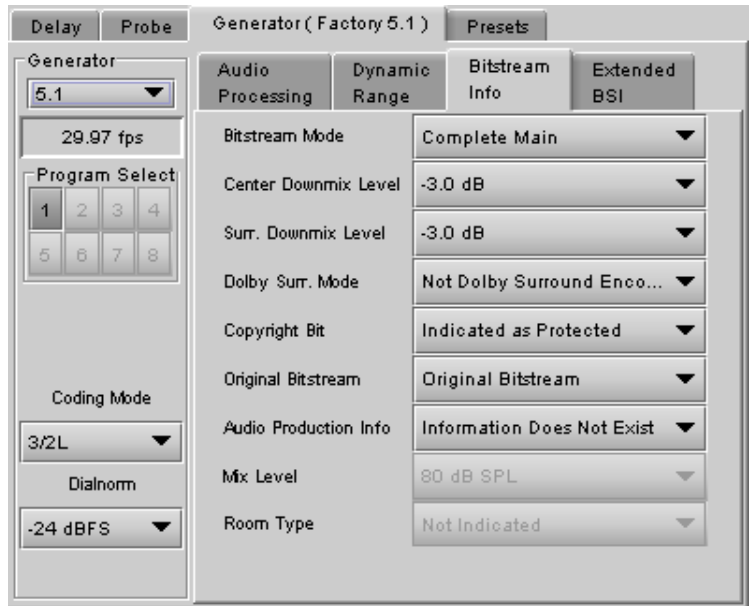 Delay
Probe
Generator ( Factory 5.1 )
Presets
Generator
5.1
29.97 fps
Program Select
1 2 3 4
5 6 7 8
Coding Mode
3/2L
Dialnorm
-24 dBFS
Audio
Processing
Dynamic
Range
Bitstream
Info
Extended
BSI
Bitstream Mode
Complete Main
Center Downmix Level
-3.0 dB
Surr. Downmix Level
-3.0 dB
Dolby Surr. Mode
Not Dolby Surround Enco...
Copyright Bit
Indicated as Protected
Original Bitstream
Original Bitstream
Audio Production Info
Information Does Not Exist
Mix Level
80 dB SPL
Room Type
Not Indicated